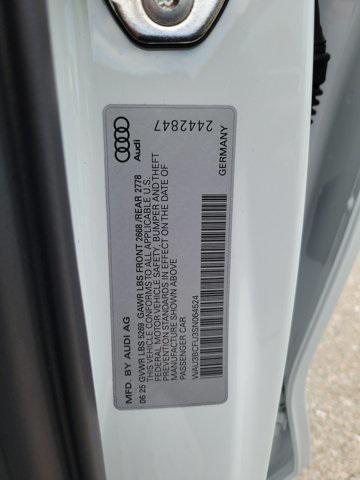 MFD. BY AUDI AG
06 25 GVWR LBS 5269 GAWR LBS FRONT 2668 /REAR 2778
THIS VEHICLE CONFORMS TO ALL APPLICABLE U.S.
FEDERAL MOTOR VEHICLE SAFETY, BUMPER AND THEFT
PREVENTION STANDARDS IN EFFECT ON THE DATE OF
MANUFACTURE SHOWN ABOVE
PASSENGER CAR
WAU3BCFU3SN064524
GERMANY
Audi
2442847